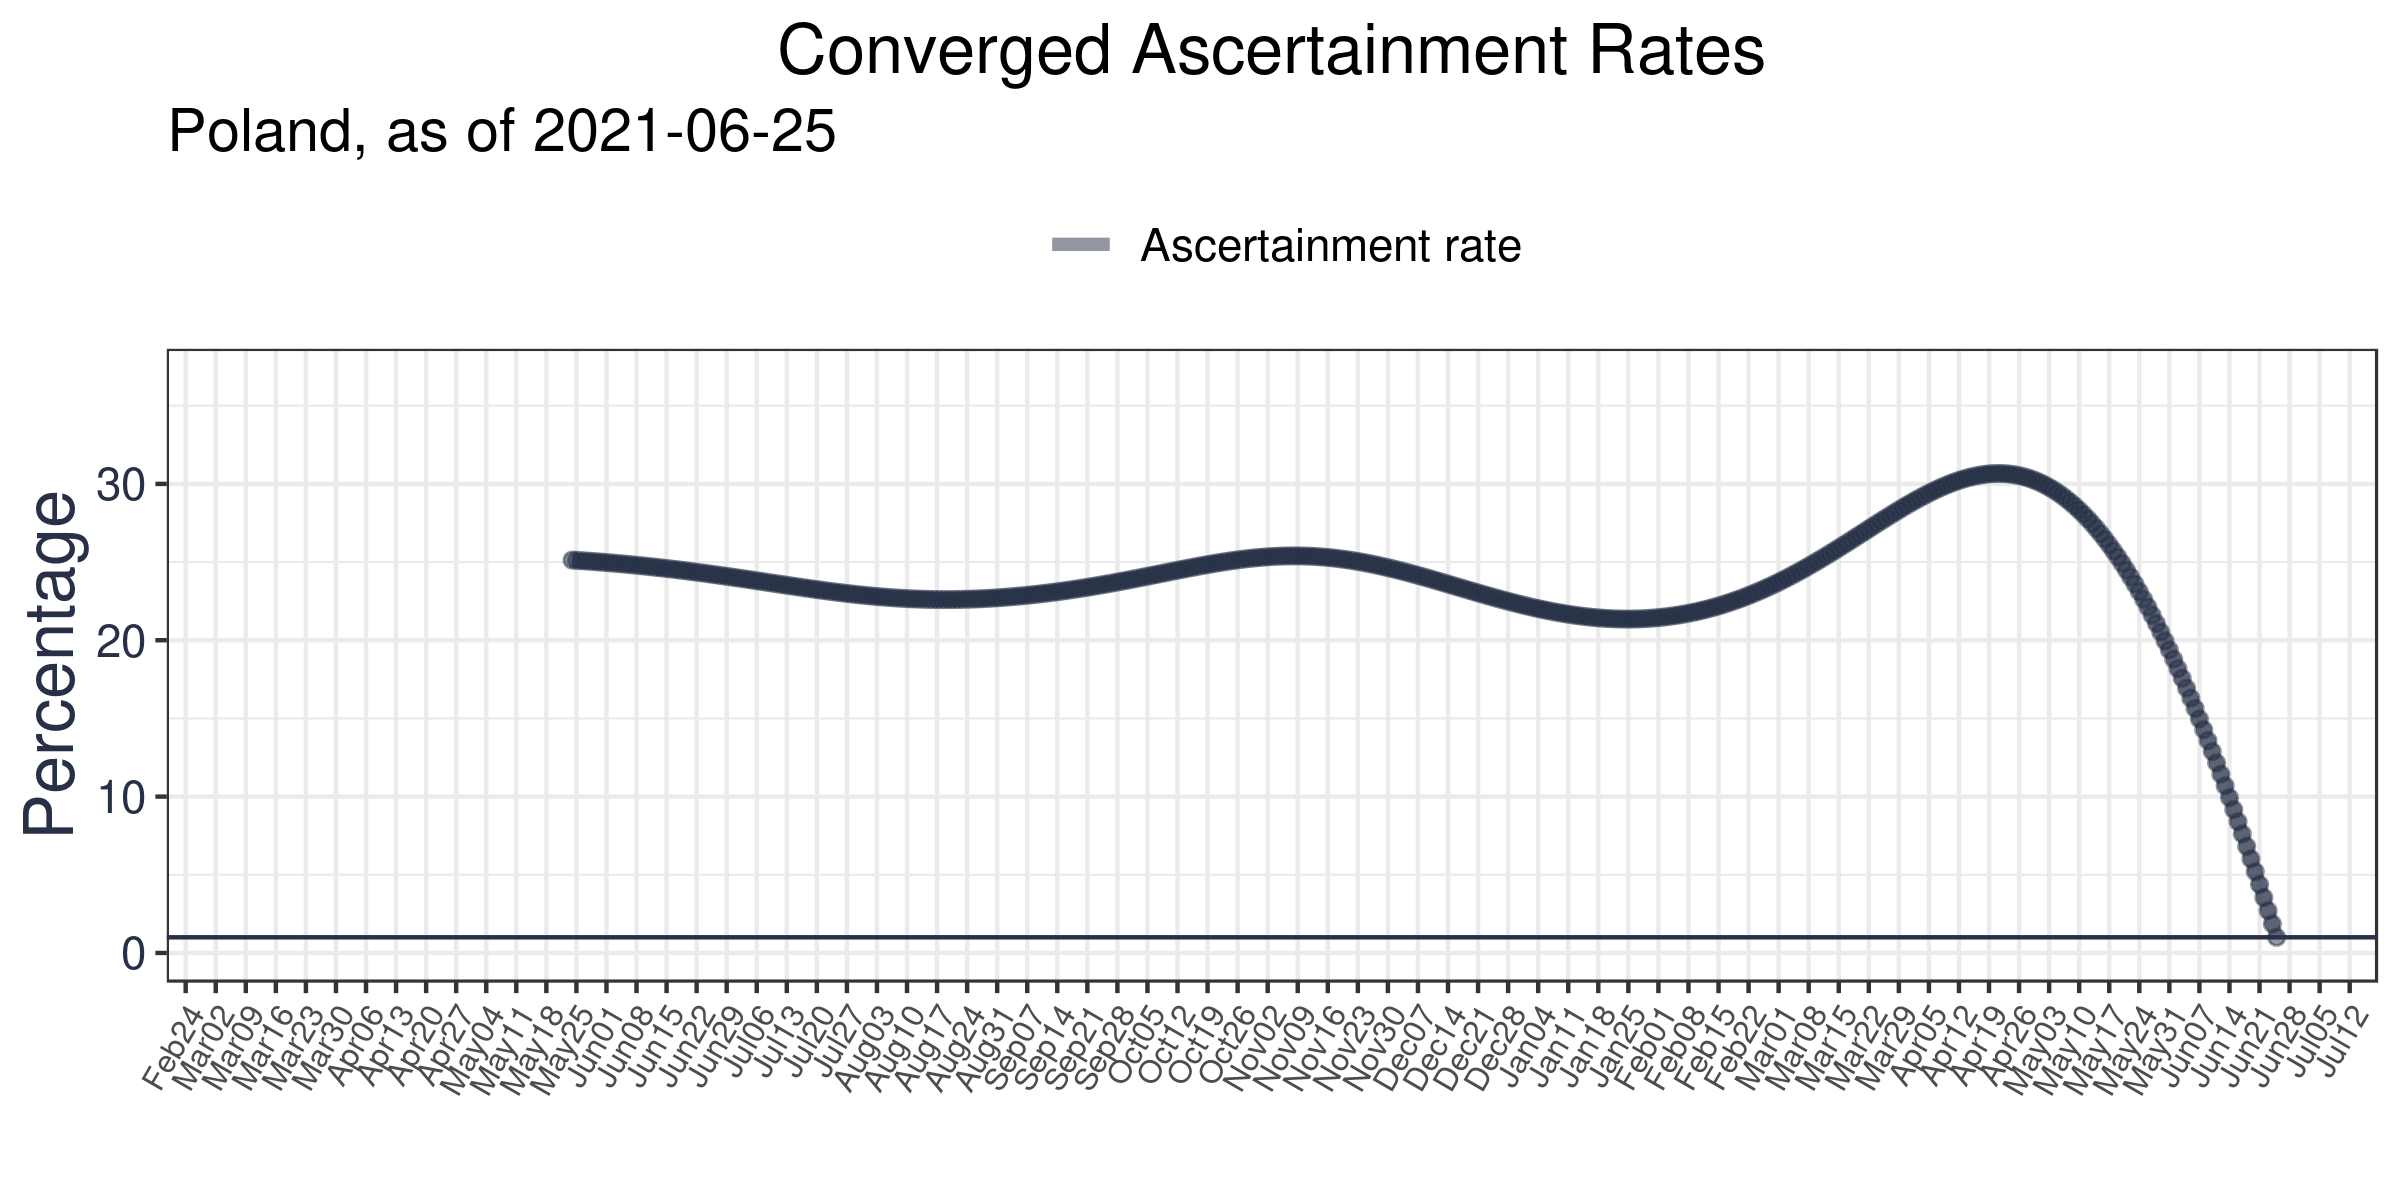 Converged Ascertainment Rates
Poland, as of 2021-06-25
Ascertainment rate
Percentage
30
20
10
0
Feb24
Mar02
Mar09
Mar16
Mar23
Mar30
Apr06
Apr13
Apr20
Apr27
May04
May11
May18
May25
Jun01
Jun08
Jun15
Jun22
Jun29
Jul06
Jul13
Jul20
Jul27
Aug03
Aug10
Aug17
Aug24
Aug31
Sep07
Sep14
Sep21
Sep28
Oct05
Oct12
Oct19
Oct26
Nov02
Nov09
Nov16
Nov23
Nov30
Dec07
Dec14
Dec21
Dec28
Jan04
Jan11
Jan18
Jan25
Feb01
Feb08
Feb15
Feb22
Mar01
Mar08
Mar15
Mar22
Mar29
Apr05
Apr12
Apr19
Apr26
May03
May10
May17
May24
May31
Jun07
Jun14
Jun21
Jun28
Jul05
Jul12